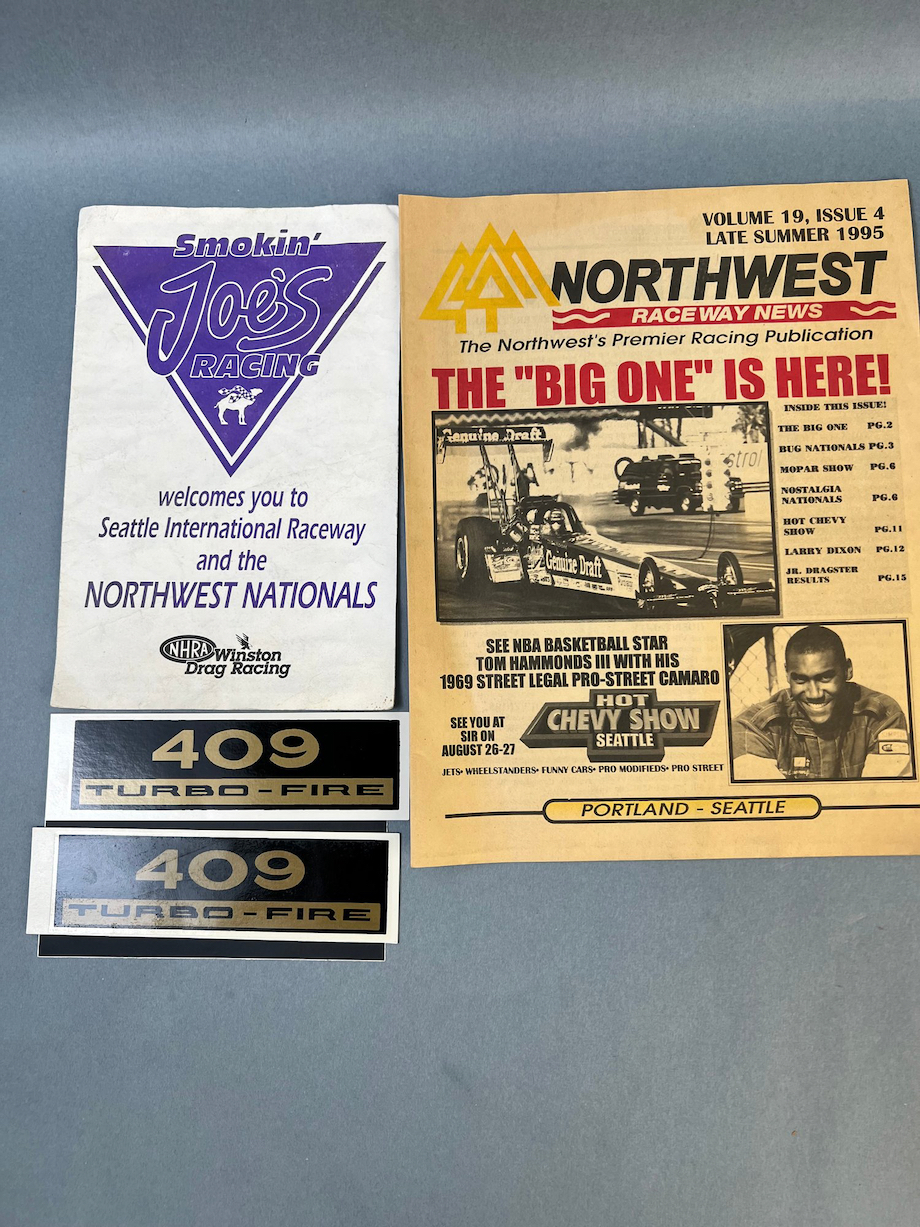 Smokin'
Joe's
RACING
welcomes you to
Seattle International Raceway
and the
NORTHWEST NATIONALS
NHRA Winston
Drag Racing
409
TURBO-FIRE
409
TURBO-FIRE
VOLUME 19, ISSUE 4
LATE SUMMER 1995
NORTHWEST
RACEWAY NEWS
The Northwest's Premier Racing Publication
THE "BIG ONE" IS HERE!
Genuine Draft
Genuine Draft
INSIDE THIS ISSUE!
THE BIG ONE PG.2
BUG NATIONALS PG.3
MOPAR SHOW PG.6
NOSTALGIA
NATIONALS PG.6
HOT CHEVY
SHOW PG.11
LARRY DIXON PG.12
JR. DRAGSTER
RESULTS PG.15
SEE NBA BASKETBALL STAR
TOM HAMMONDS III WITH HIS
1969 STREET LEGAL PRO-STREET CAMARO
SEE YOU AT
SIR ON
AUGUST 26-27
HOT
CHEVY SHOW
SEATTLE
JETS• WHEELSTANDERS• FUNNY CARS• PRO MODIFIEDS• PRO STREET
PORTLAND - SEATTLE